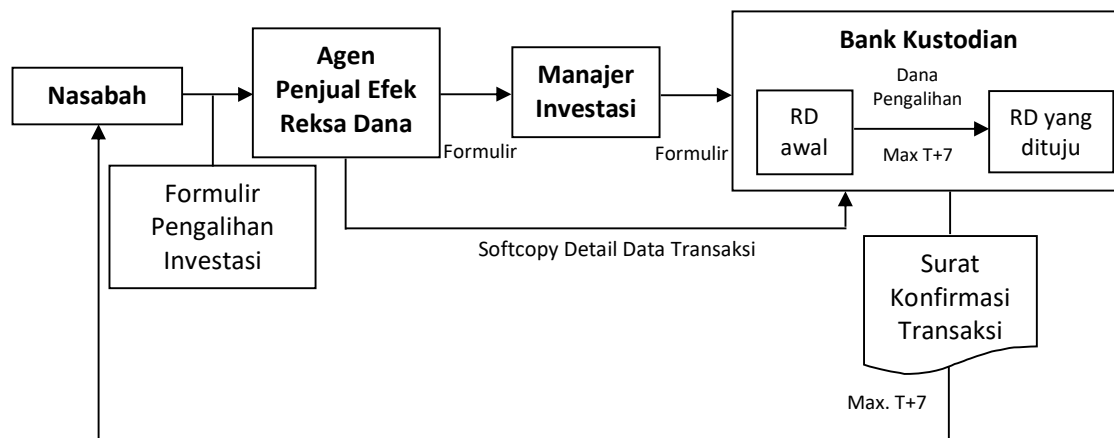 Nasabah
Agen
Penjual Efek
Reksa Dana
Manajer
Investasi
Bank Kustodian
Dana
Pengalihan
RD
awal
Max T+7
RD yang
dituju
Formulir
Formulir
Formulir
Pengalihan
Investasi
Softcopy Detail Data Transaksi
Surat
Konfirmasi
Transaksi
Max. T+7